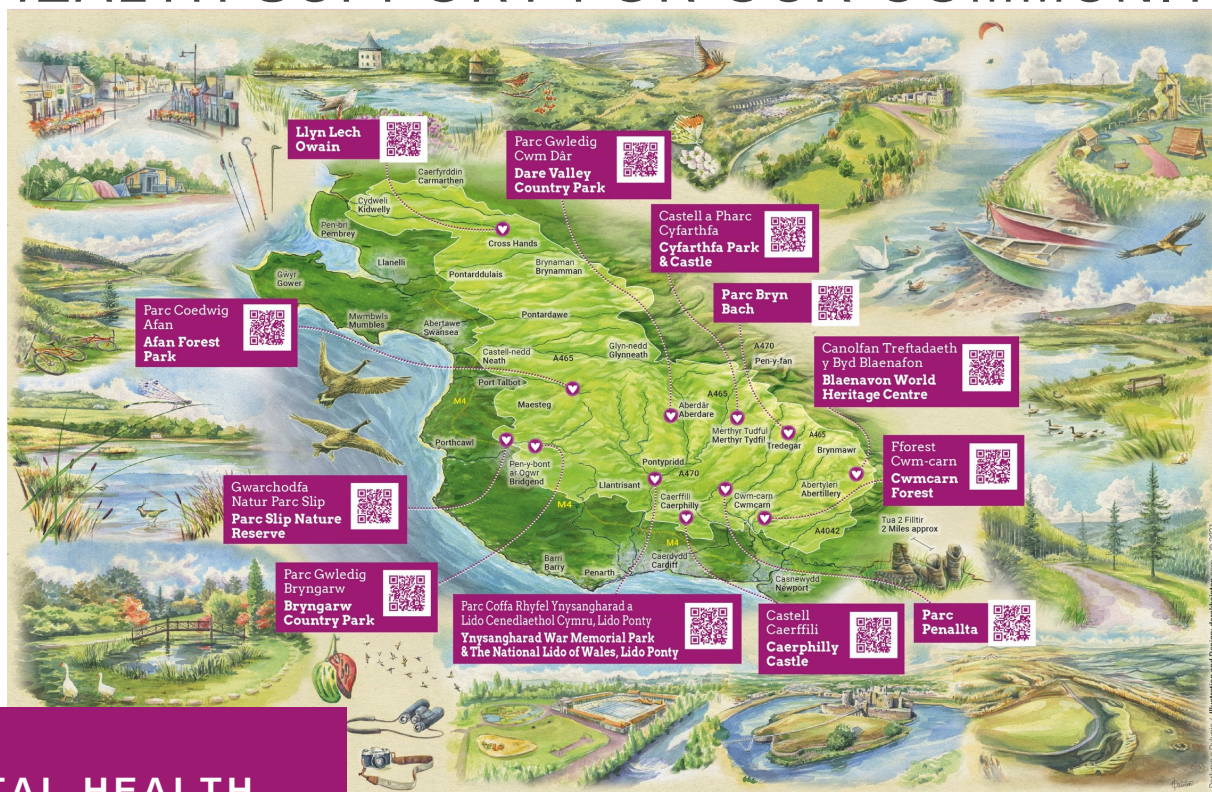 HEALTH SUPPORT FOR OUR COMMUNIT
Llyn Lech
Owain
Parc Gwledig
Cwm Dâr
Dare Valley
Country Park
Castell a Pharc
Cyfarthfa
Cyfarthfa Park
& Castle
Parc Bryn
Bach
Parc Coedwig
Afan
Afan Forest
Park
Canolfan Treftadaeth
y Byd Blaenafon
Blaenavon World
Heritage Centre
Fforest
Cwm-carn
Cwmcarn
Forest
Gwarchodfa
Natur Parc Slip
Parc Slip Nature
Reserve
Parc Gwledig
Bryngarw
Bryngarw
Country Park
Parc Coffa Rhyfel Ynysangharad a
Lido Cenedlaethol Cymru, Lido Ponty
Ynysangharad War Memorial Park
& The National Lido of Wales, Lido Ponty
Castell
Caerffili
Caerphilly
Castle
Parc
Penallta
Caerfyrddin
Carmarthen
Cydweli
Kidwelly
Pen-bri
Pembrey
Cross Hands
Llanelli
Pontarddulais
Brynaman
Brynamman
Gwyr
Gower
Mwmbwls
Mumbles
Abertawe
Swansea
Pontardawe
Castell-nedd
Neath
A465
Glyn-nedd
Glynneath
A470
Pen-y-fan
Port Talbot
M4
Maesteg
Aberdâr
Aberdare
A465
Merthyr Tudful
Merthyr Tydfil
Tredegar
A465
Brynmawr
Porthcawl
Pen-y-bont
ar Ogwr
Bridgend
Pontypridd
A470
Llantrisant
Caerffili
Caerphilly
Cwm-carn
Cwmcarn
Abertyleri
Abertillery
M4
M4
A4042
Tua 2 Filltir
2 Miles approx
Barri
Barry
Penarth
Caerdydd
Cardiff
Casnewydd
Newport
TAL HEALTH